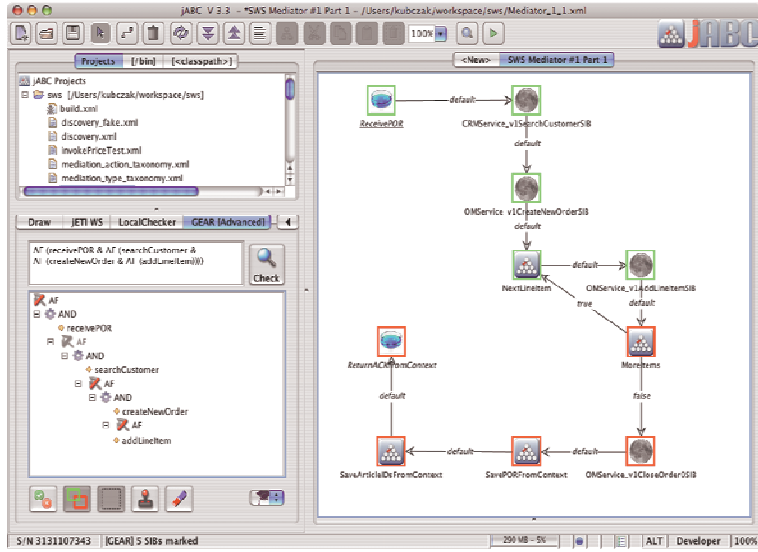 jABC V 3.3 - *SWS Mediator #1 Part 1 - /Users/kubczak/workspace/sws/Mediator_1_1.xml
100%
jABC
Projects [/bin] [<classpath>]
jABC Projects
sws [/Users/kubczak/workspace/sws]
build.xml
discovery_fake.xml
discovery.xml
invokePriceTest.xml
mediation_action_taxonomy.xml
mediation_type_taxonomy.xml
Draw jETI WS LocalChecker GEAR [Advanced]
AF (receivePOR & AF (searchCustomer &
AF (createNewOrder & AF (addLineItem))))
Check
AF
AND
receivePOR
AF
AND
searchCustomer
AF
AND
createNewOrder
AF
addLineItem
<New> SWS Mediator #1 Part 1
default
ReceivePOR
CRMService_v1SearchCustomerSIB
default
OMService_v1CreateNewOrderSIB
default
default
NextLineItem
OMService_v1AddLineItemSIB
true
default
MoreItems
ReturnACKFromContext
default
false
default
default
SaveArticleIDsFromContext
SavePORFromContext
OMService_v1CloseOrder0SIB
S/N 3131107343 [GEAR] 5 SIBs marked
290 MB - 5%
ALT Developer 100%